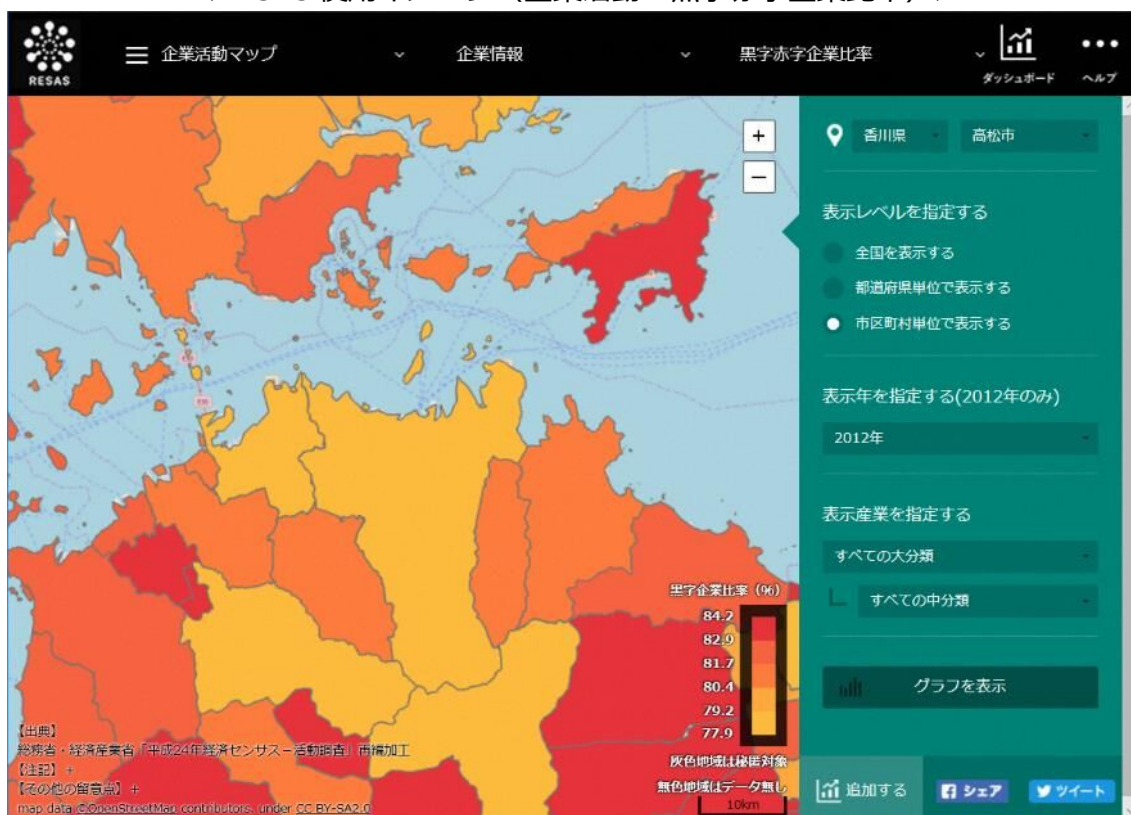 RESAS
企業活動マップ
企業情報
黒字赤字企業比率
ダッシュボード
ヘルプ
+
−
香川県
高松市
表示レベルを指定する
全国を表示する
都道府県単位で表示する
市区町村単位で表示する
表示年を指定する(2012年のみ)
2012年
表示産業を指定する
すべての大分類
すべての中分類
グラフを表示
黒字企業比率 (%)
84.2
82.9
81.7
80.4
79.2
77.9
灰色地域は秘匿対象
無色地域はデータ無し
10km
【出典】
総務省・経済産業省「平成24年経済センサス－活動調査」再編加工
【注記】+
【その他の留意点】+
map data ©OpenStreetMap contributors, under CC BY-SA2.0
追加する
シェア
ツイート